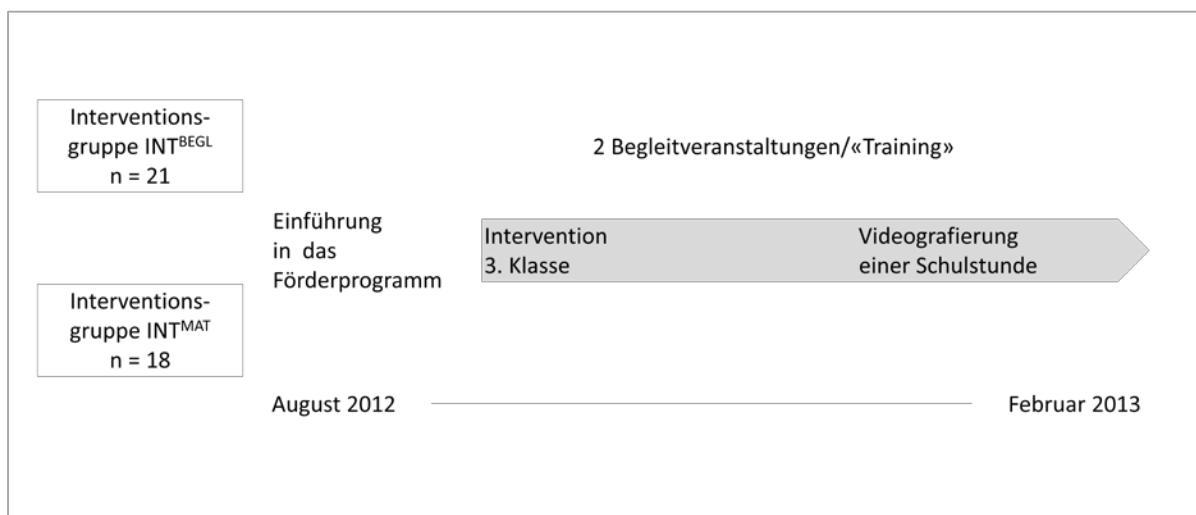 Interventions-
gruppe INTᴮᴱᴳᴸ
n = 21
2 Begleitveranstaltungen/«Training»
Einführung
in das
Förderprogramm
Intervention
3. Klasse
Videografierung
einer Schulstunde
Interventions-
gruppe INTᴹᴬᵀ
n = 18
August 2012
Februar 2013